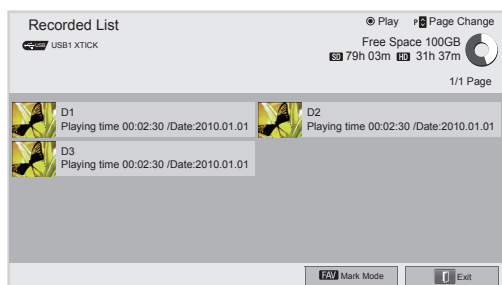 Recorded List
Play P Page Change
USB USB1 XTICK
Free Space 100GB
SD 79h 03m HD 31h 37m
1/1 Page
D1
Playing time 00:02:30 /Date:2010.01.01
D2
Playing time 00:02:30 /Date:2010.01.01
D3
Playing time 00:02:30 /Date:2010.01.01
FAV Mark Mode
Exit